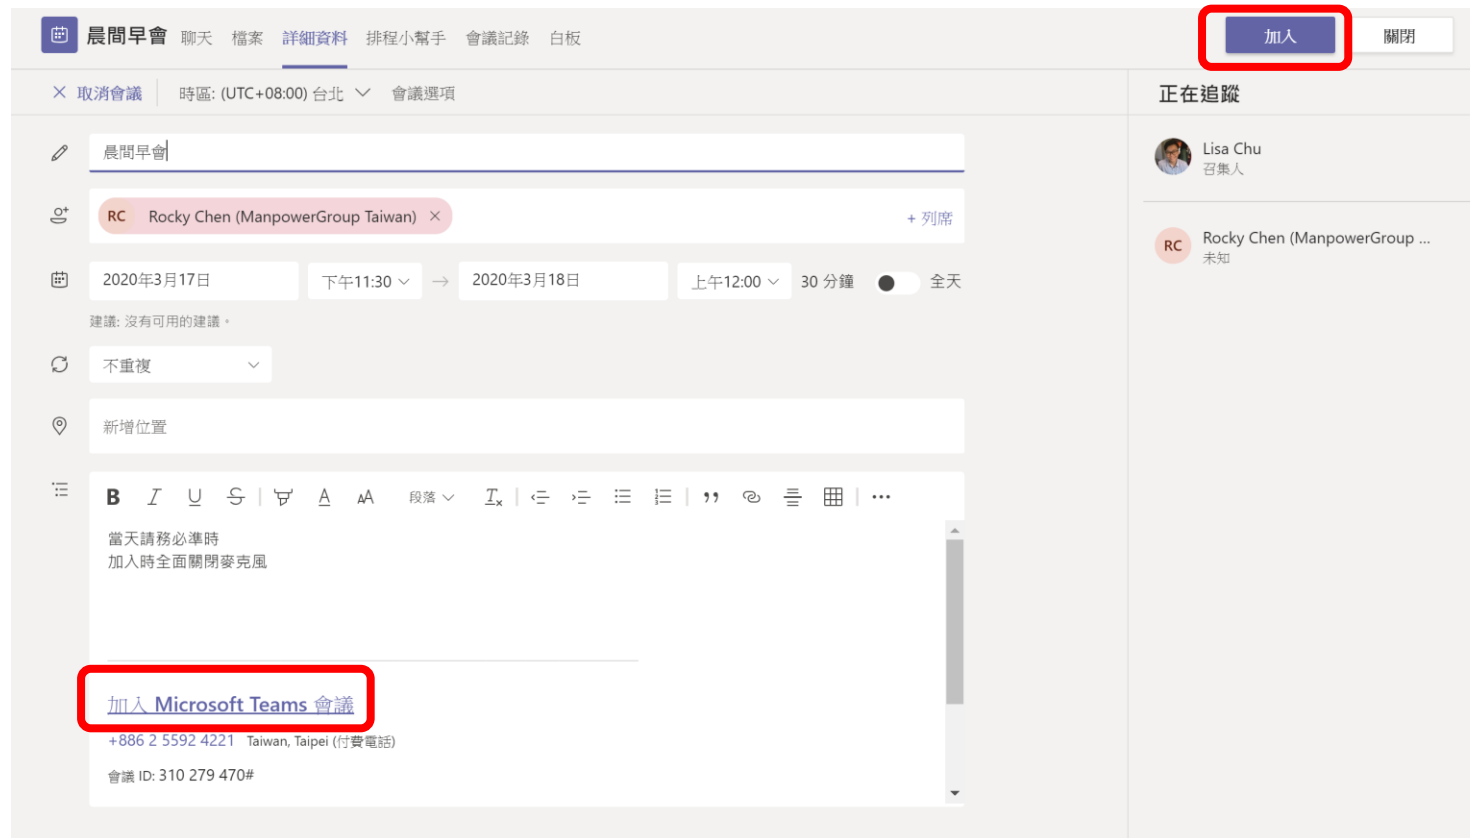 晨間早會 聊天 檔案 詳細資料 排程小幫手 會議記錄 白板 加入 關閉
取消會議 時區: (UTC+08:00) 台北 會議選項
正在追蹤
晨間早會
Lisa Chu
召集人
RC Rocky Chen (ManpowerGroup Taiwan) × + 列席
RC Rocky Chen (ManpowerGroup ...
未知
2020年3月17日 下午11:30 → 2020年3月18日 上午12:00 30 分鐘 全天
建議: 沒有可用的建議。
不重複
新增位置
B I U S A AA 段落 Tx ...
當天請務必準時
加入時全面關閉麥克風
加入 Microsoft Teams 會議
+886 2 5592 4221 Taiwan, Taipei (付費電話)
會議 ID: 310 279 470#